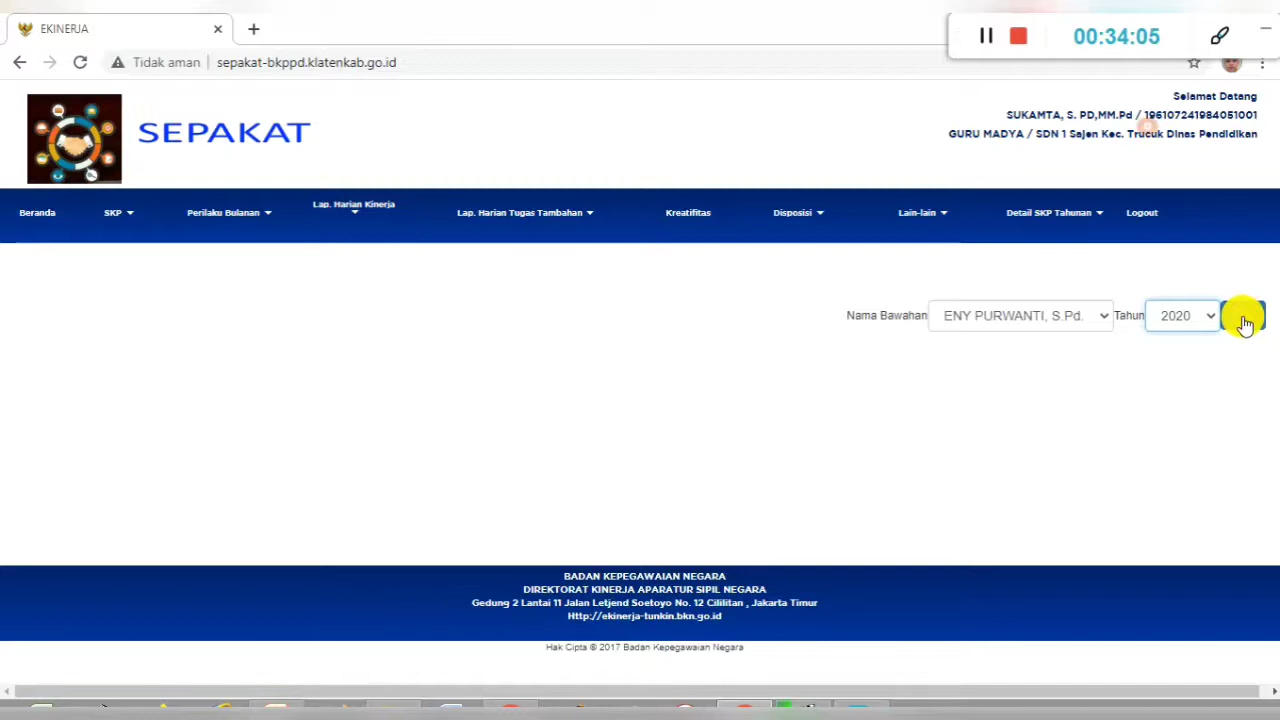 EKINERJA
00:34:05
Tidak aman
sepakat-bkppd.klatenkab.go.id
SEPAKAT
Selamat Datang
SUKAMTA, S. PD,MM.Pd / 196107241984051001
GURU MADYA / SDN 1 Sajen Kec. Trucuk Dinas Pendidikan
Beranda SKP Perilaku Bulanan Lap. Harian Kinerja Lap. Harian Tugas Tambahan Kreatifitas Disposisi Lain-lain Detail SKP Tahunan Logout
Nama Bawahan ENY PURWANTI, S.Pd. Tahun 2020
BADAN KEPEGAWAIAN NEGARA
DIREKTORAT KINERJA APARATUR SIPIL NEGARA
Gedung 2 Lantai 11 Jalan Letjend Soetoyo No. 12 Cililitan , Jakarta Timur
Http://ekinerja-tunkin.bkn.go.id
Hak Cipta © 2017 Badan Kepegawaian Negara